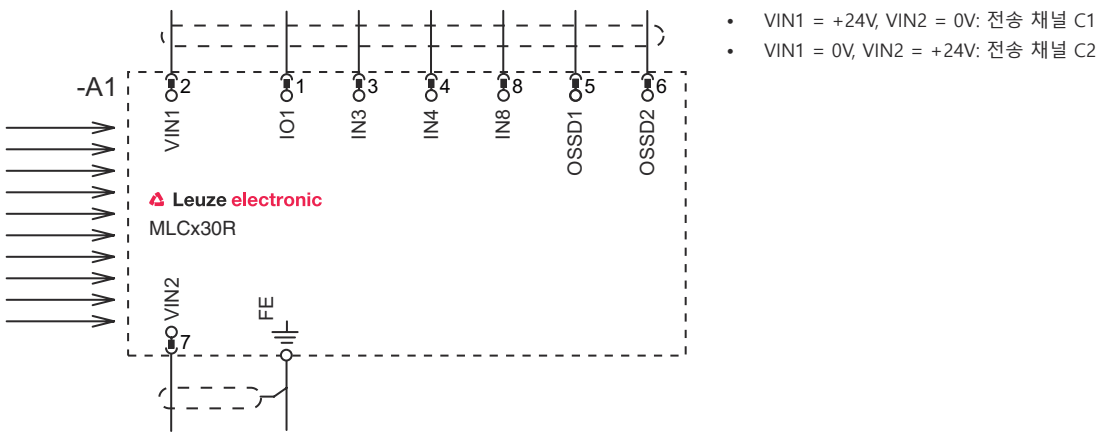 • VIN1 = +24V, VIN2 = 0V: 전송 채널 C1
• VIN1 = 0V, VIN2 = +24V: 전송 채널 C2
-A1
2 1 3 4 8 5 6
VIN1 IO1 IN3 IN4 IN8 OSSD1 OSSD2
Leuze electronic
MLCx30R
VIN2 FE
7